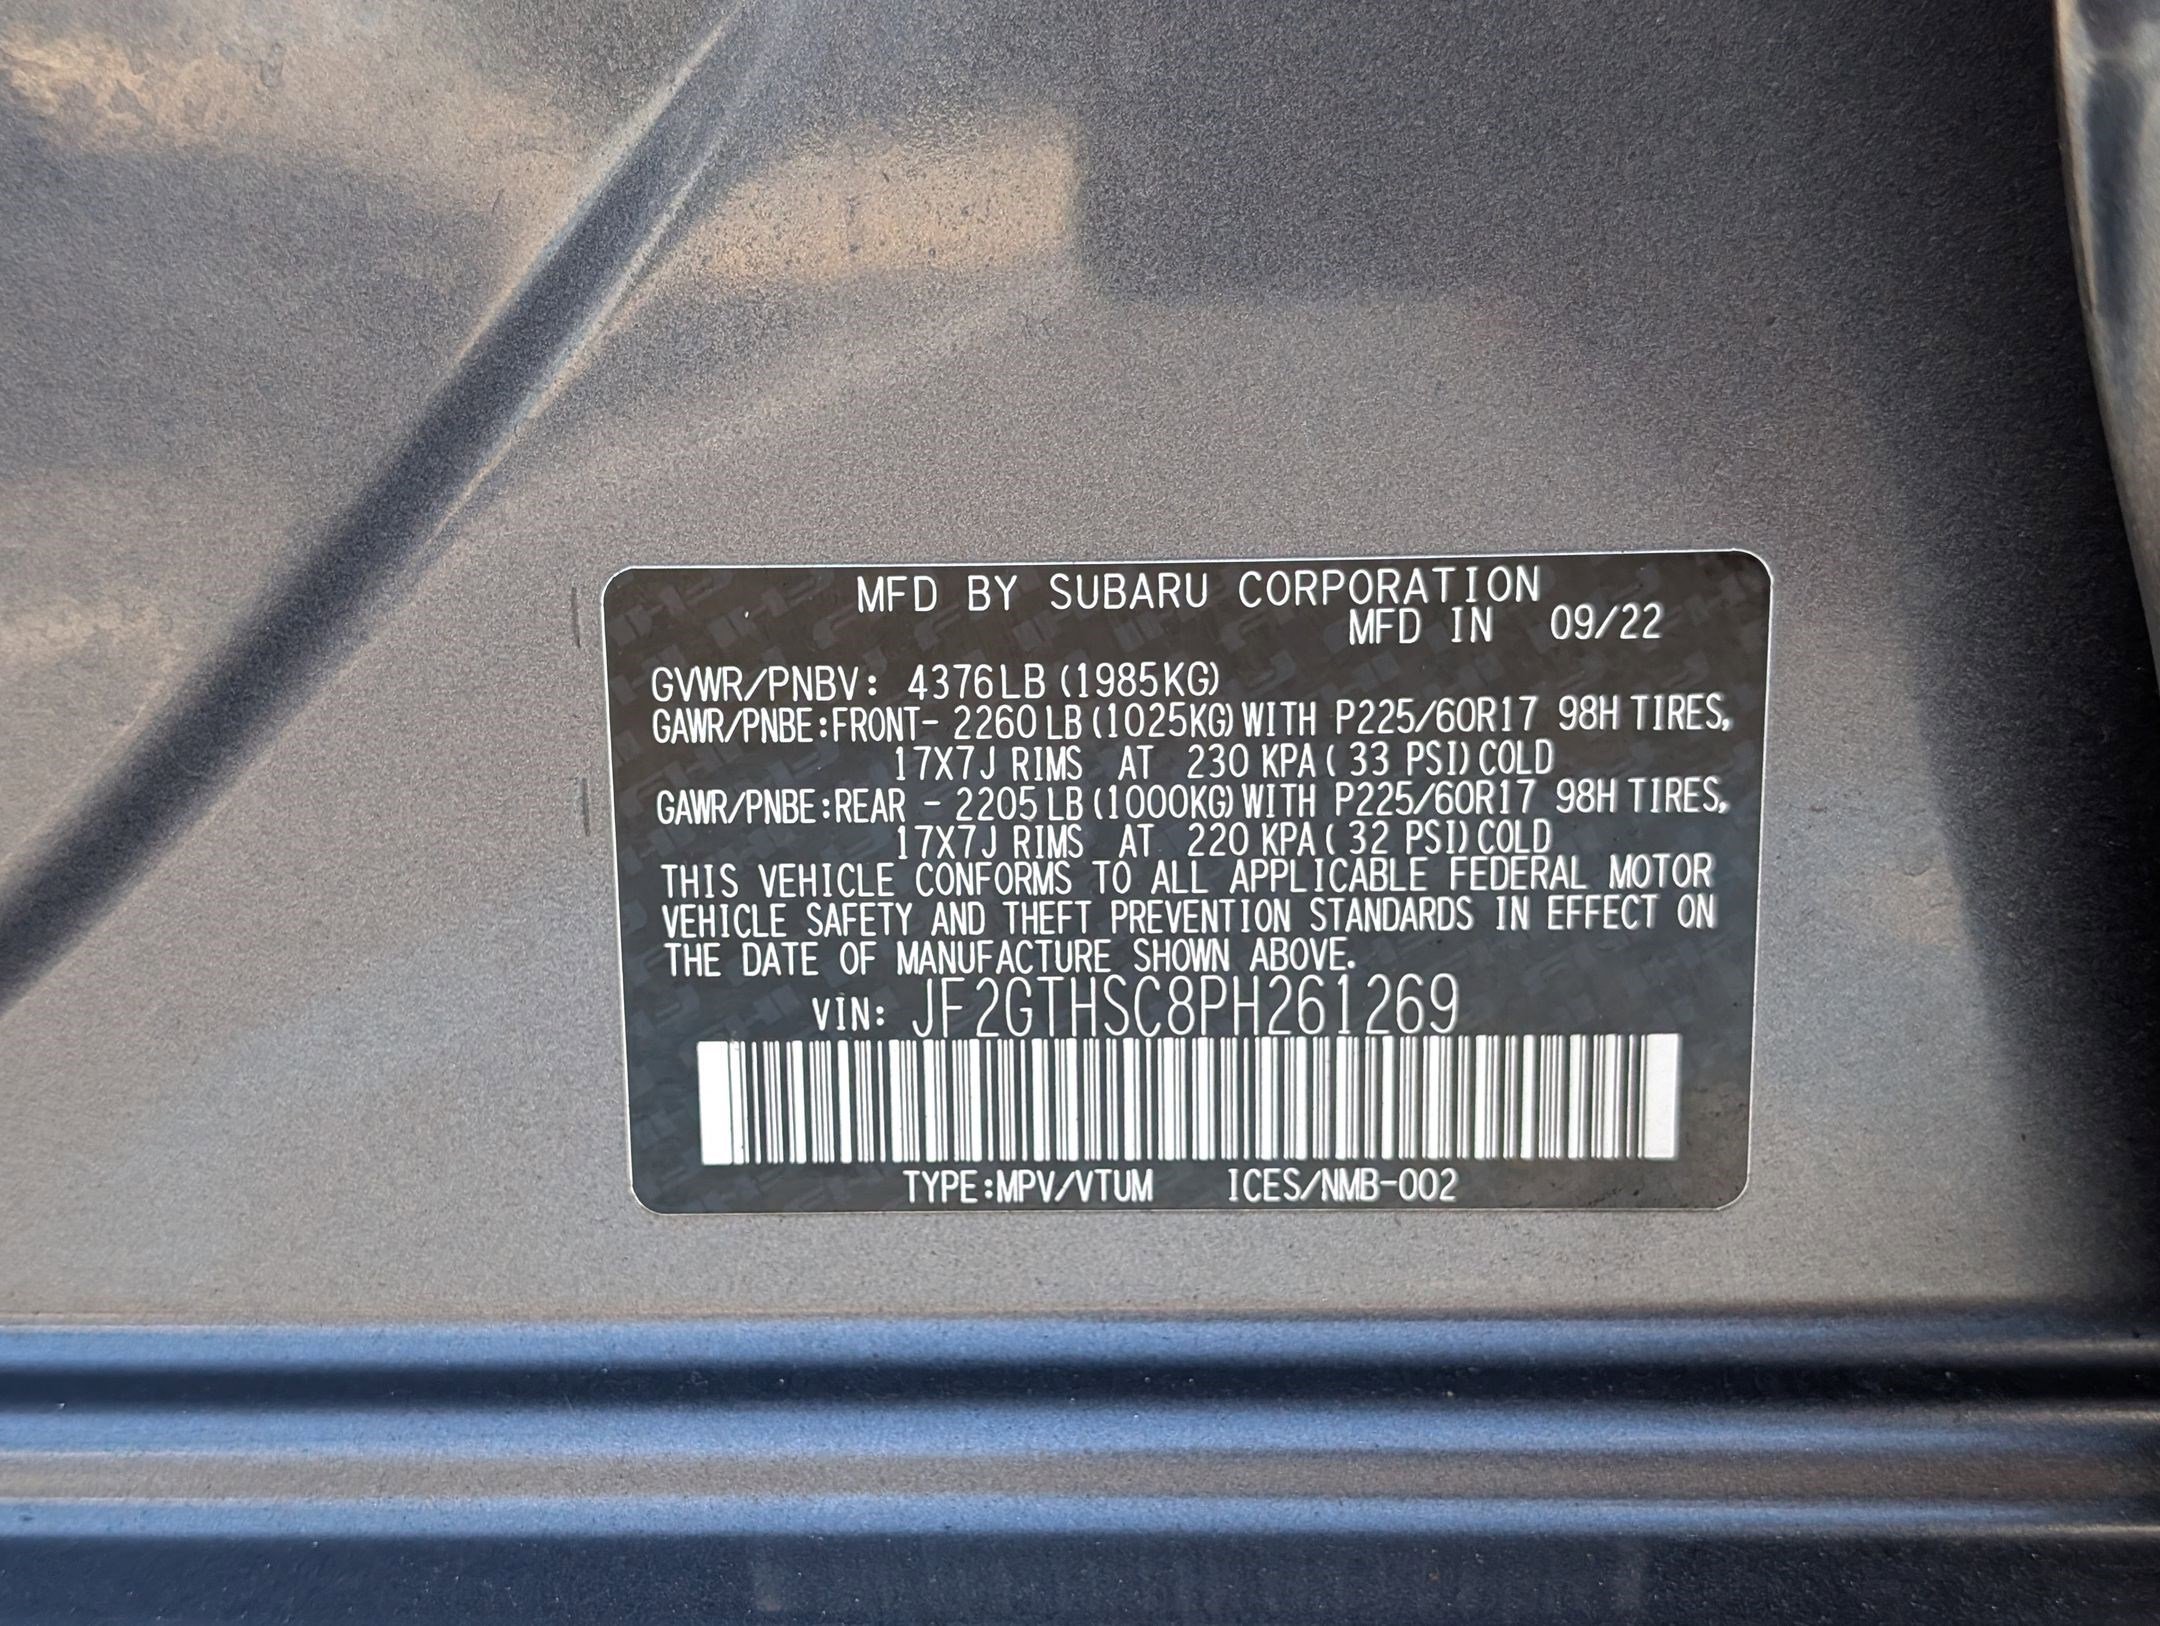 MFD BY SUBARU CORPORATION
MFD IN 09/22
GVWR/PNBV: 4376LB (1985KG)
GAWR/PNBE:FRONT- 2260LB(1025KG)WITH P225/60R17 98H TIRES,
17X7J RIMS AT 230 KPA( 33 PSI)COLD
GAWR/PNBE:REAR - 2205LB(1000KG)WITH P225/60R17 98H TIRES,
17X7J RIMS AT 220 KPA( 32 PSI)COLD
THIS VEHICLE CONFORMS TO ALL APPLICABLE FEDERAL MOTOR
VEHICLE SAFETY AND THEFT PREVENTION STANDARDS IN EFFECT ON
THE DATE OF MANUFACTURE SHOWN ABOVE.
VIN: JF2GTHSC8PH261269
TYPE:MPV/VTUM ICES/NMB-002